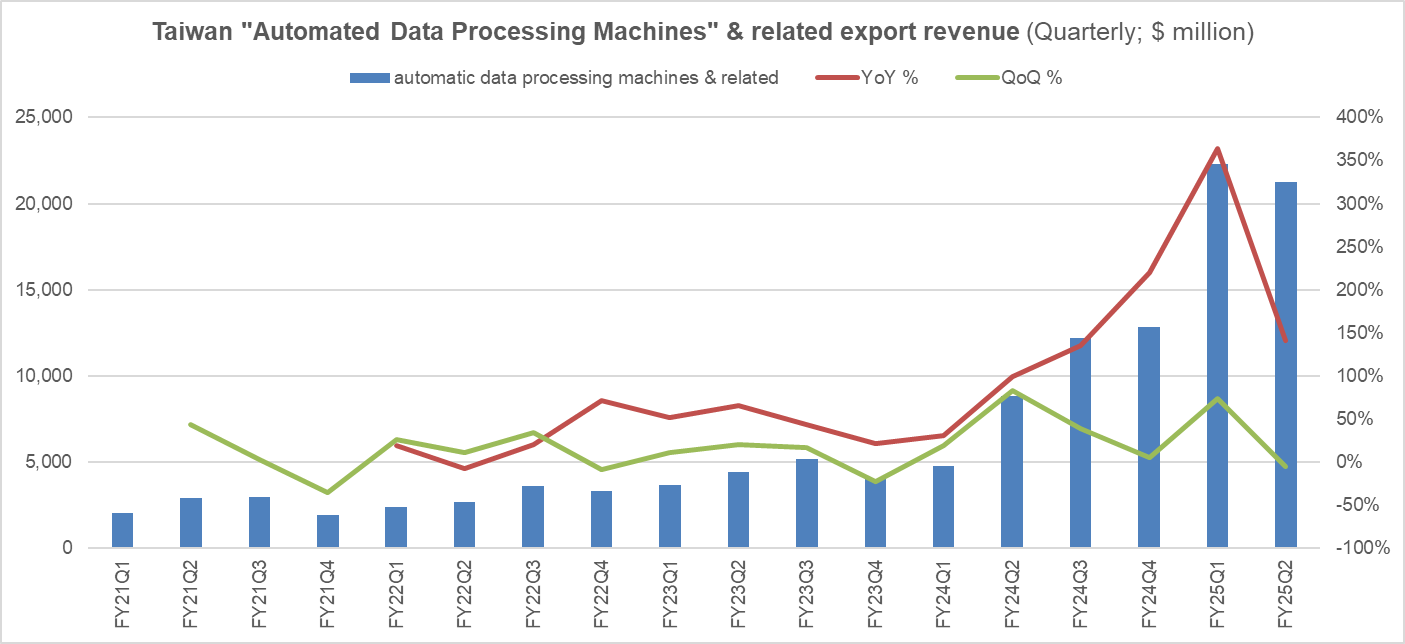 Taiwan "Automated Data Processing Machines" & related export revenue (Quarterly; $ million)
automatic data processing machines & related YoY % QoQ %
25,000 400%
350%
20,000 300%
250%
15,000 200%
150%
10,000 100%
50%
5,000 0%
-50%
0 -100%
FY21Q1
FY21Q2
FY21Q3
FY21Q4
FY22Q1
FY22Q2
FY22Q3
FY22Q4
FY23Q1
FY23Q2
FY23Q3
FY23Q4
FY24Q1
FY24Q2
FY24Q3
FY24Q4
FY25Q1
FY25Q2